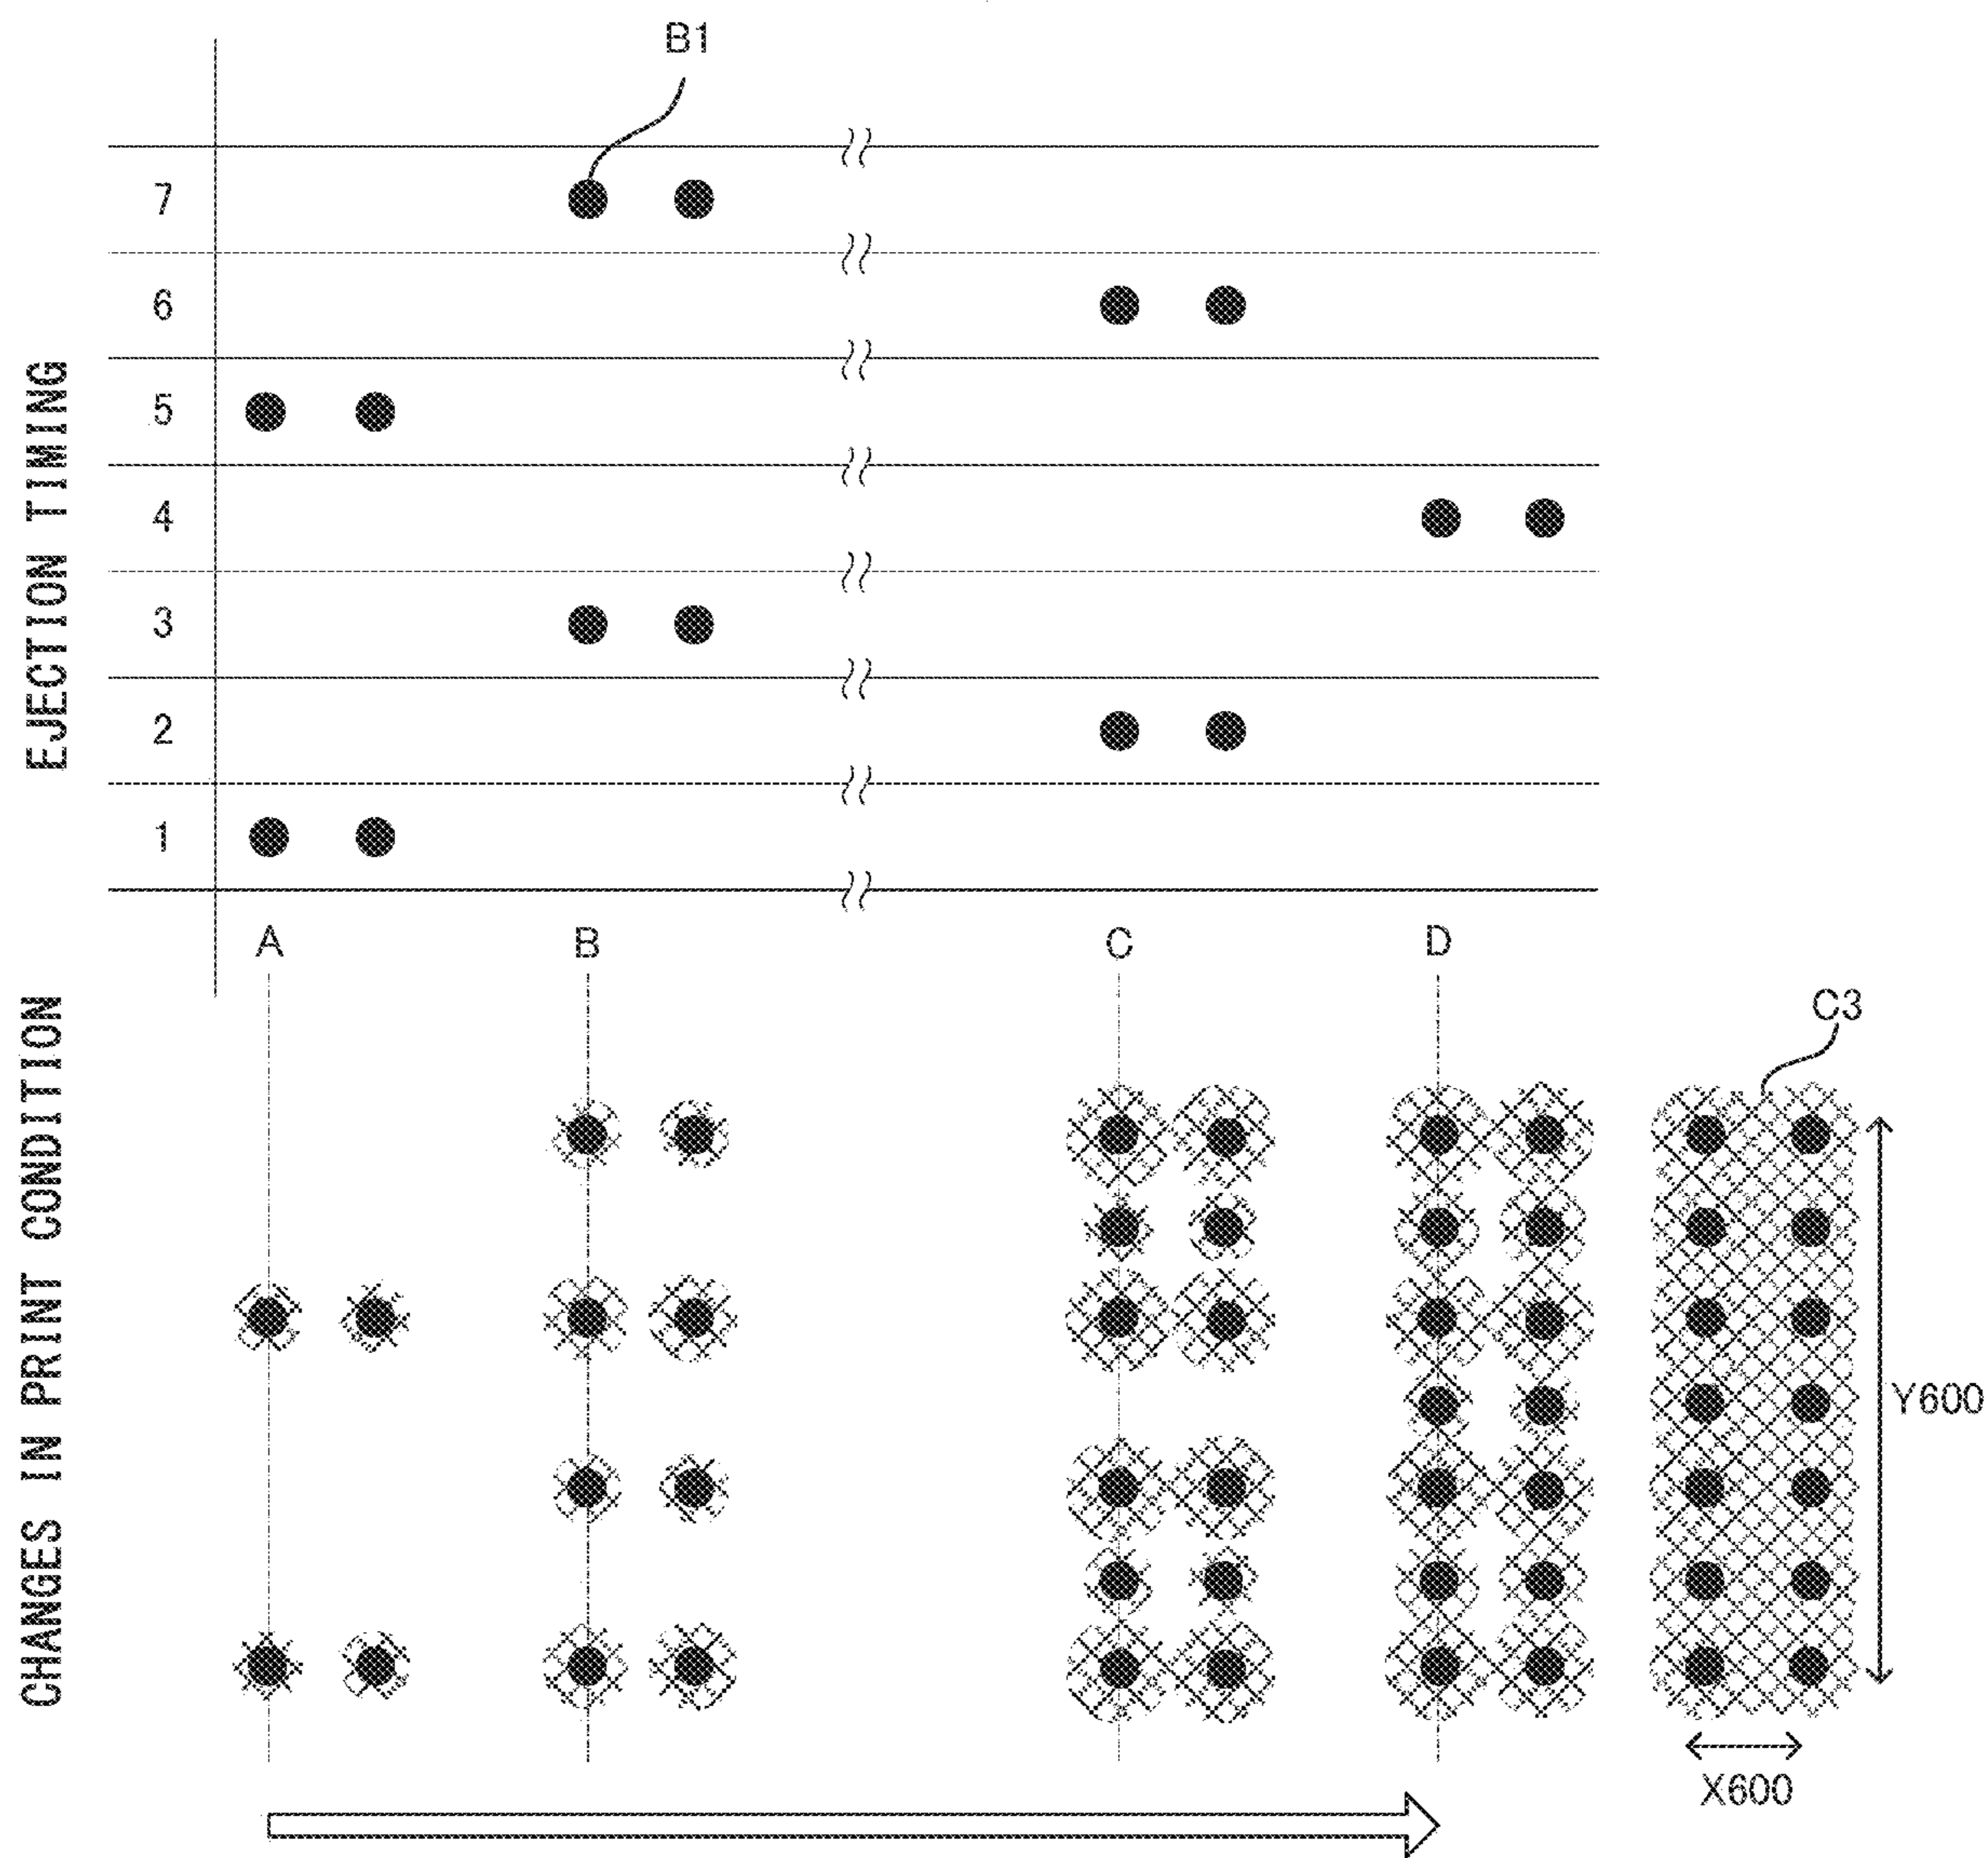 B1
EJECTION TIMING
7
6
5
4
3
2
1
A B C D
CHANGES IN PRINT CONDITION
C3
Y600
X600